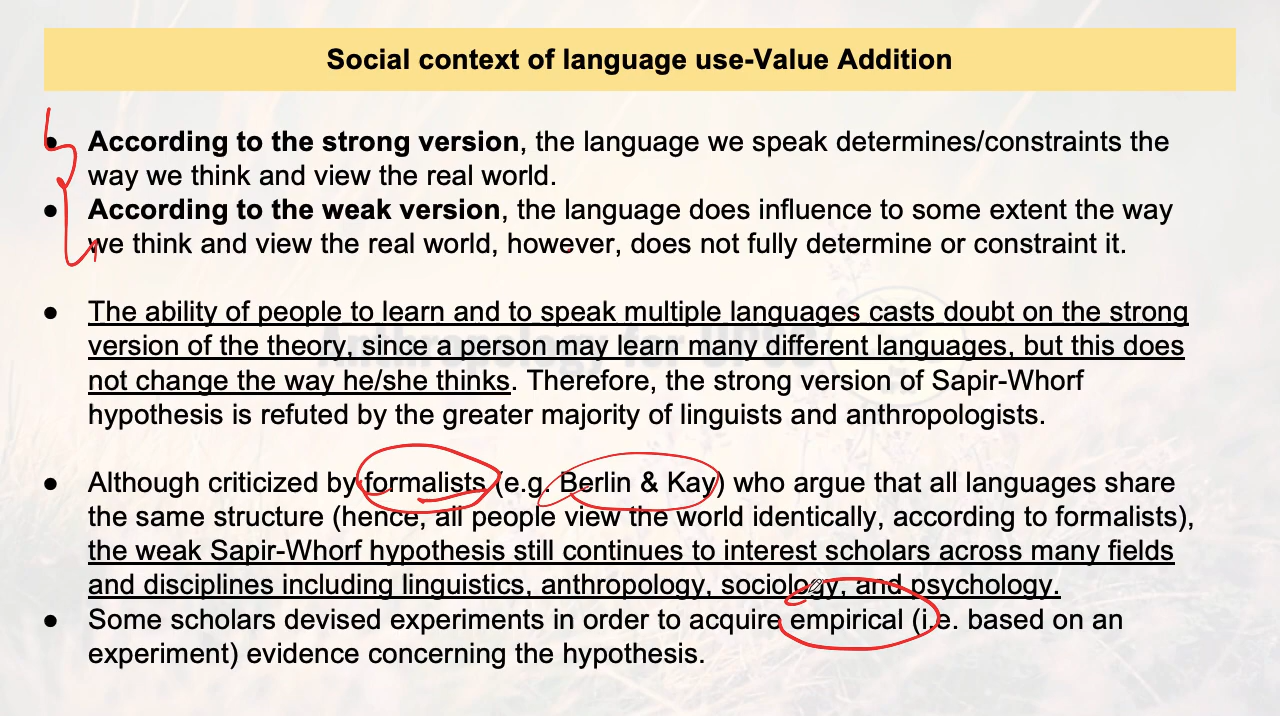 Social context of language use-Value Addition
● According to the strong version, the language we speak determines/constraints the
way we think and view the real world.
● According to the weak version, the language does influence to some extent the way
we think and view the real world, however, does not fully determine or constraint it.
● The ability of people to learn and to speak multiple languages casts doubt on the strong
version of the theory, since a person may learn many different languages, but this does
not change the way he/she thinks. Therefore, the strong version of Sapir-Whorf
hypothesis is refuted by the greater majority of linguists and anthropologists.
● Although criticized by formalists (e.g. Berlin & Kay) who argue that all languages share
the same structure (hence, all people view the world identically, according to formalists),
the weak Sapir-Whorf hypothesis still continues to interest scholars across many fields
and disciplines including linguistics, anthropology, sociology, and psychology.
● Some scholars devised experiments in order to acquire empirical (i.e. based on an
experiment) evidence concerning the hypothesis.
Anthropology for UPSC